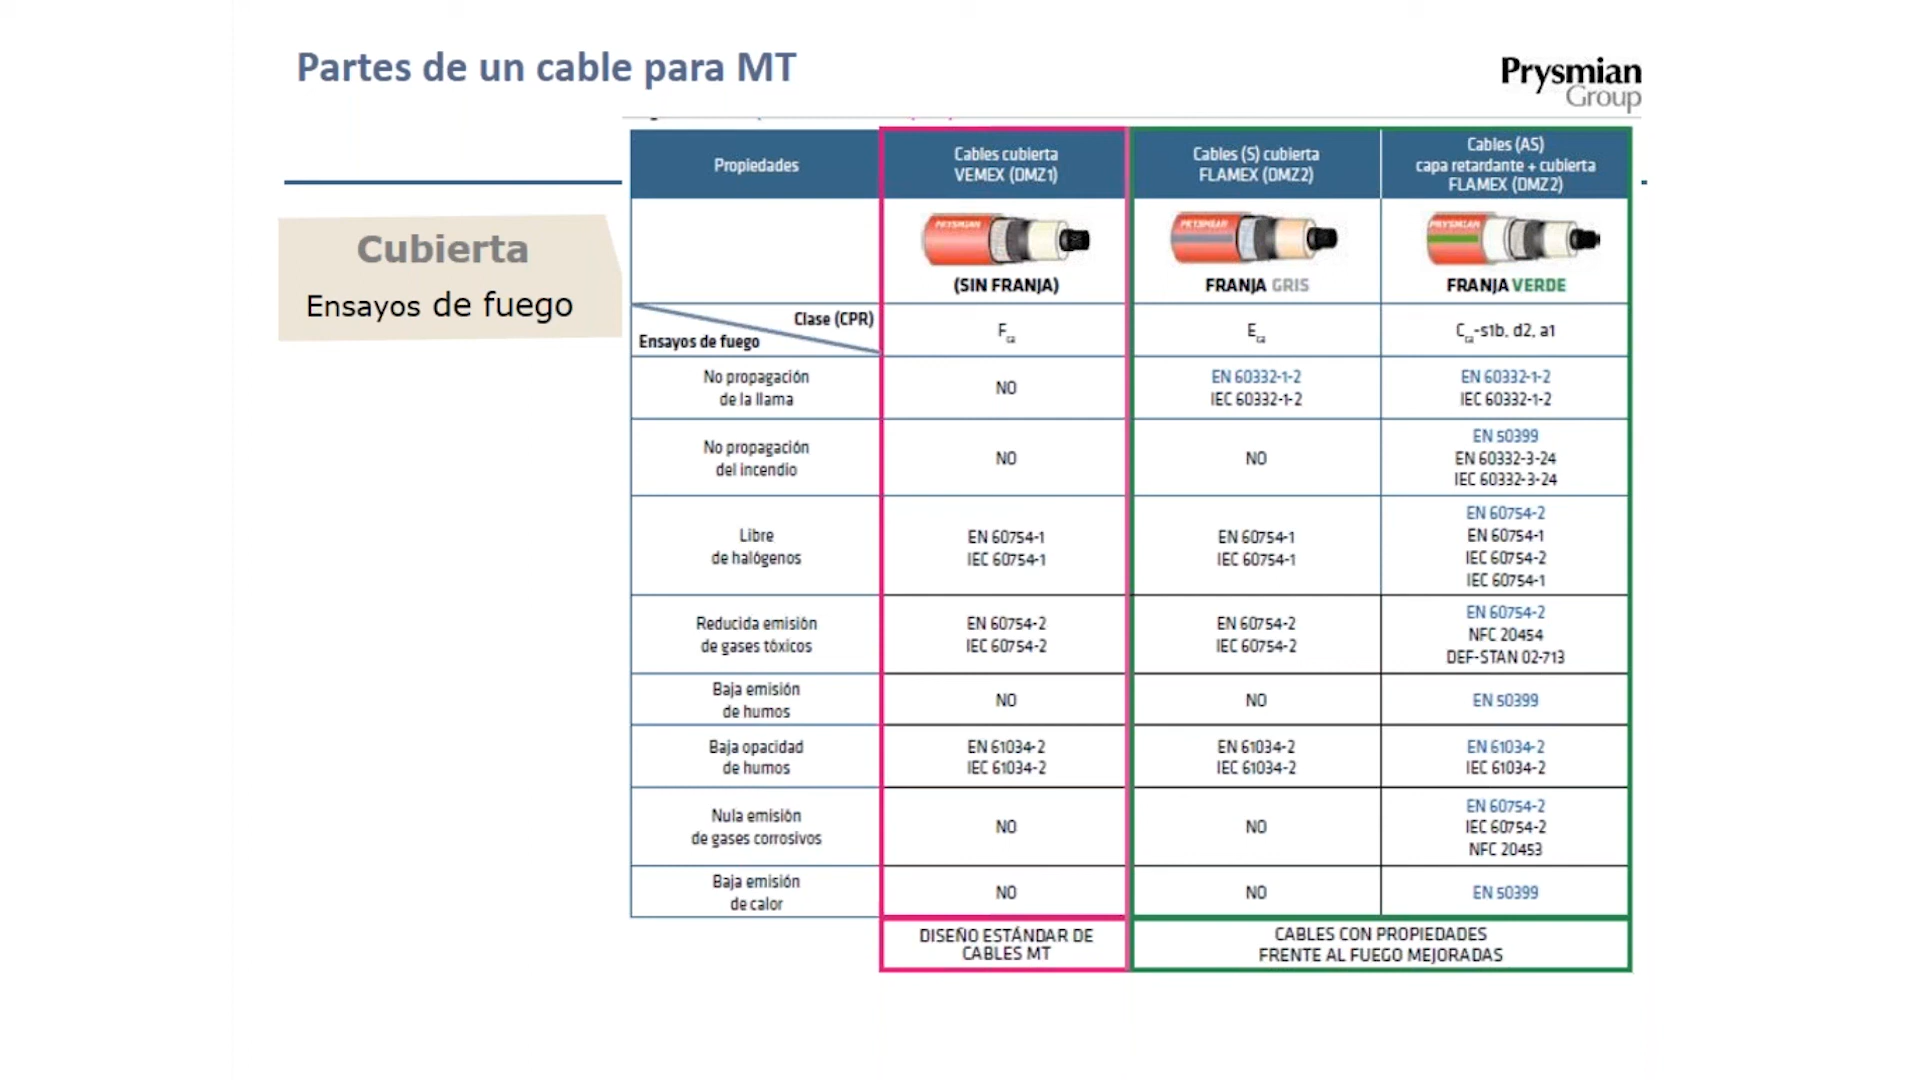 Partes de un cable para MT
Prysmian
Group
Cubierta
Ensayos de fuego
Propiedades
Cables cubierta
VEMEX (DMZ1)
Cables (S) cubierta
FLAMEX (DMZ2)
Cables (AS)
capa retardante + cubierta
FLAMEX (DMZ2)
PRYSMIAN
(SIN FRANJA)
PRYSMIAN
FRANJA GRIS
PRYSMIAN
FRANJA VERDE
Clase (CPR)
Ensayos de fuego
Fca
Eca
Cca-s1b, d2, a1
No propagación
de la llama
NO
EN 60332-1-2
IEC 60332-1-2
EN 60332-1-2
IEC 60332-1-2
No propagación
del incendio
NO
NO
EN 50399
EN 60332-3-24
IEC 60332-3-24
Libre
de halógenos
EN 60754-1
IEC 60754-1
EN 60754-1
IEC 60754-1
EN 60754-2
EN 60754-1
IEC 60754-2
IEC 60754-1
Reducida emisión
de gases tóxicos
EN 60754-2
IEC 60754-2
EN 60754-2
IEC 60754-2
EN 60754-2
NFC 20454
DEF-STAN 02-713
Baja emisión
de humos
NO
NO
EN 50399
Baja opacidad
de humos
EN 61034-2
IEC 61034-2
EN 61034-2
IEC 61034-2
EN 61034-2
IEC 61034-2
Nula emisión
de gases corrosivos
NO
NO
EN 60754-2
IEC 60754-2
NFC 20453
Baja emisión
de calor
NO
NO
EN 50399
DISEÑO ESTÁNDAR DE
CABLES MT
CABLES CON PROPIEDADES
FRENTE AL FUEGO MEJORADAS